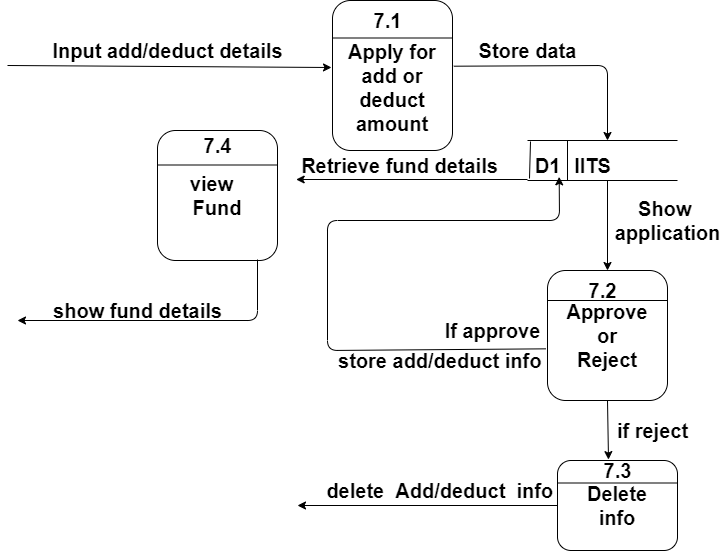 7.1
Input add/deduct details
Apply for
add or
deduct
amount
Store data
7.4
view
Fund
Retrieve fund details
D1 IITS
Show
application
7.2
Approve
or
Reject
show fund details
If approve
store add/deduct info
if reject
7.3
Delete
info
delete Add/deduct info